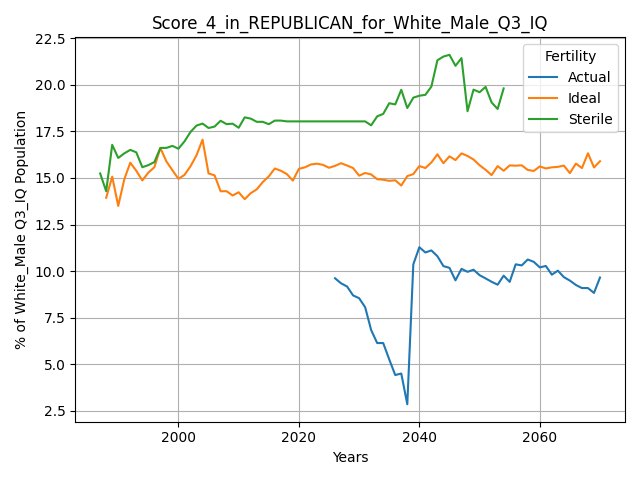 Score_4_in_REPUBLICAN_for_White_Male_Q3_IQ
Fertility
Actual
Ideal
Sterile
% of White_Male Q3_IQ Population
22.5
20.0
17.5
15.0
12.5
10.0
7.5
5.0
2.5
2000
2020
2040
2060
Years